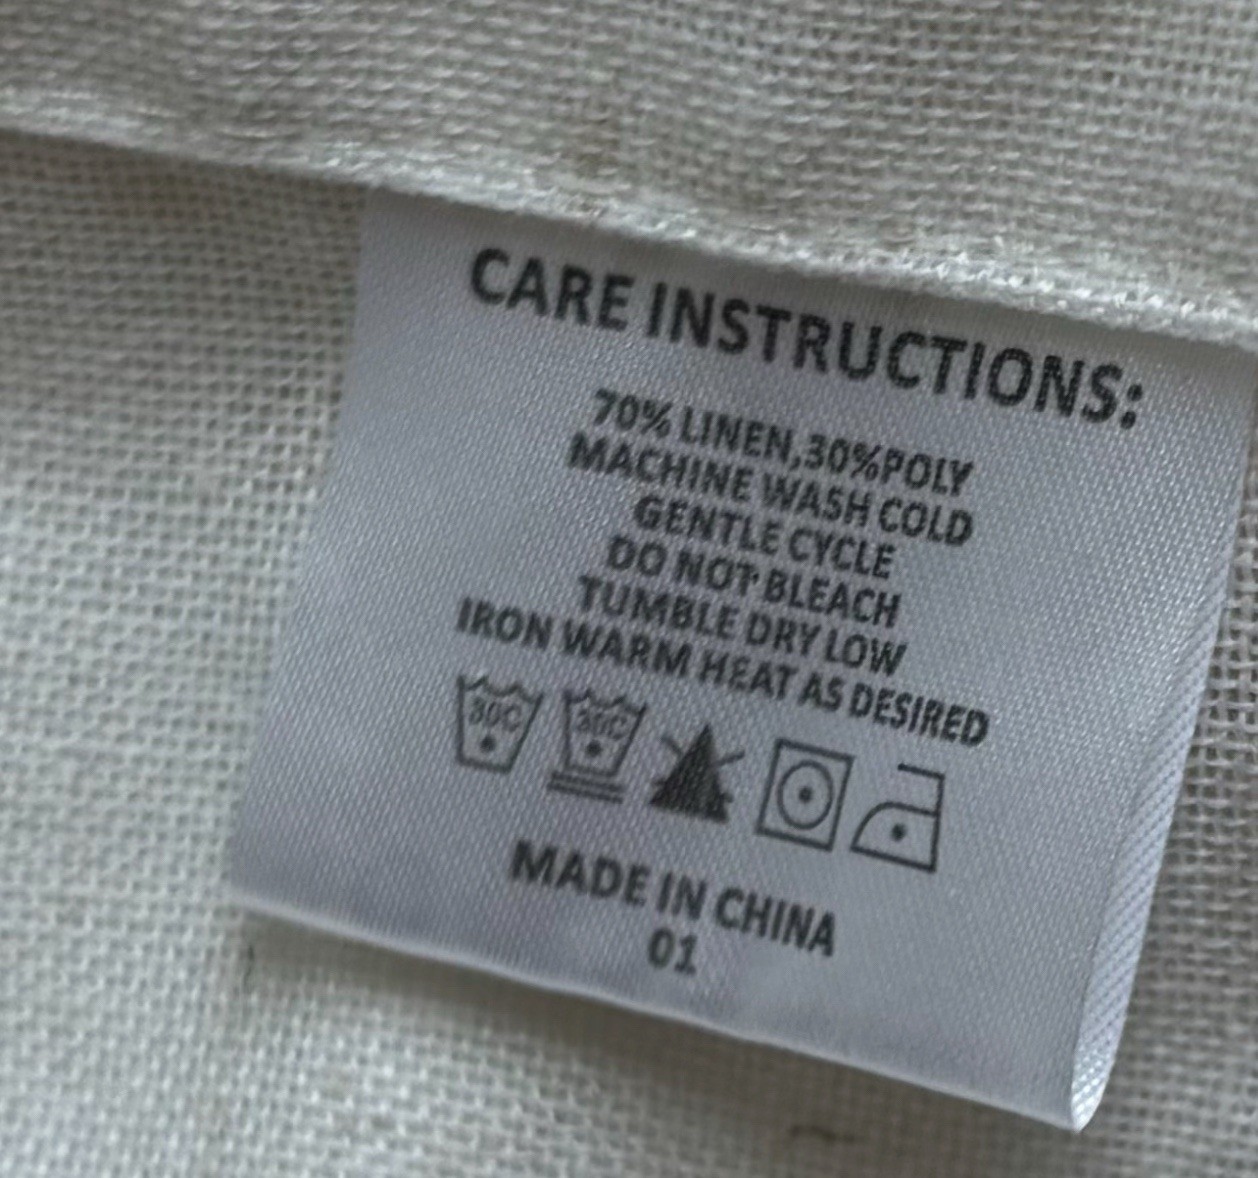 CARE INSTRUCTIONS:
70% LINEN,30%POLY
MACHINE WASH COLD
GENTLE CYCLE
DO NOT BLEACH
TUMBLE DRY LOW
IRON WARM HEAT AS DESIRED
30C 30C
MADE IN CHINA
01